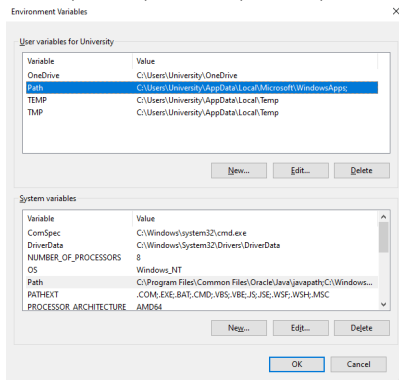 Environment Variables
User variables for University
Variable Value
OneDrive C:\Users\University\OneDrive
Path C:\Users\University\AppData\Local\Microsoft\WindowsApps;
TEMP C:\Users\University\AppData\Local\Temp
TMP C:\Users\University\AppData\Local\Temp
New... Edit... Delete
System variables
Variable Value
ComSpec C:\Windows\system32\cmd.exe
DriverData C:\Windows\System32\Drivers\DriverData
NUMBER_OF_PROCESSORS 8
OS Windows_NT
Path C:\Program Files\Common Files\Oracle\Java\javapath;C:\Windows...
PATHEXT .COM;.EXE;.BAT;.CMD;.VBS;.VBE;.JS;.JSE;.WSF;.WSH;.MSC
PROCESSOR_ARCHITECTURE AMD64
New... Edit... Delete
OK Cancel